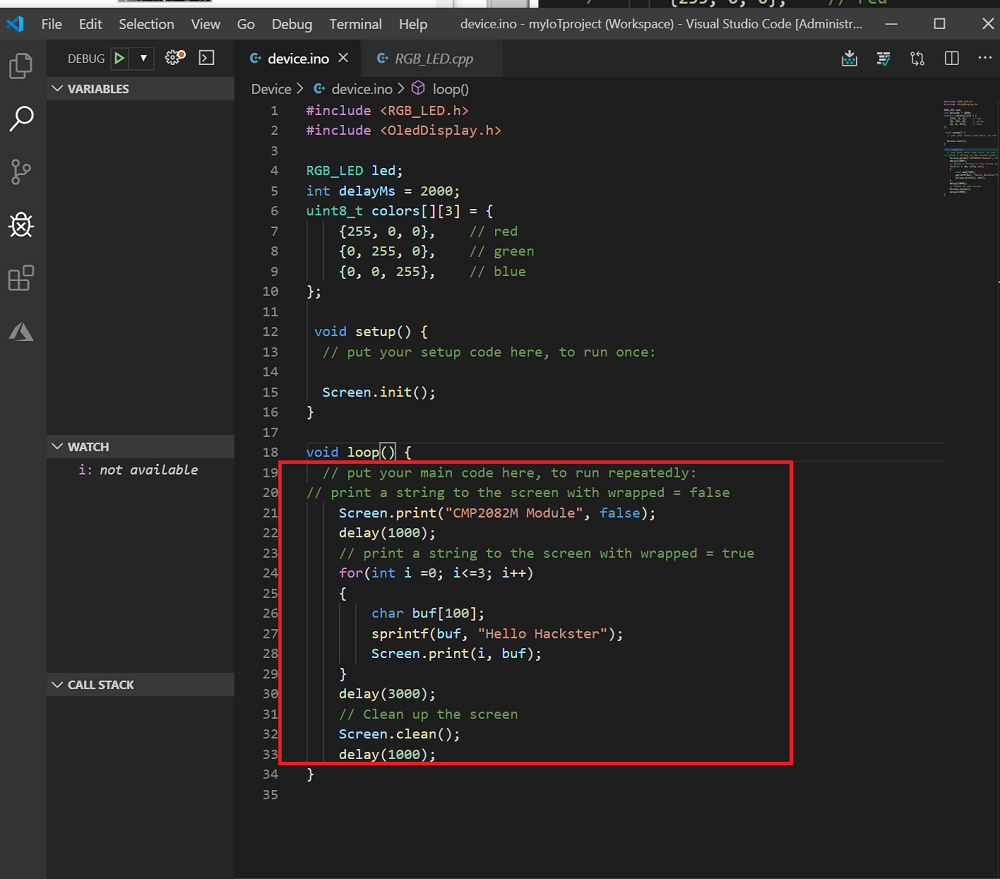 {255, 0, 0}, // red
File Edit Selection View Go Debug Terminal Help device.ino - myIoTproject (Workspace) - Visual Studio Code [Administr...
DEBUG
device.ino
RGB_LED.cpp
Device > device.ino > loop()
VARIABLES
WATCH
i: not available
CALL STACK
1 #include <RGB_LED.h>
2 #include <OledDisplay.h>
3
4 RGB_LED led;
5 int delayMs = 2000;
6 uint8_t colors[][3] = {
7 {255, 0, 0}, // red
8 {0, 255, 0}, // green
9 {0, 0, 255}, // blue
10 };
11
12 void setup() {
13 // put your setup code here, to run once:
14
15 Screen.init();
16 }
17
18 void loop() {
19 // put your main code here, to run repeatedly:
20 // print a string to the screen with wrapped = false
21 Screen.print("CMP2082M Module", false);
22 delay(1000);
23 // print a string to the screen with wrapped = true
24 for(int i =0; i<=3; i++)
25 {
26 char buf[100];
27 sprintf(buf, "Hello Hackster");
28 Screen.print(i, buf);
29 }
30 delay(3000);
31 // Clean up the screen
32 Screen.clean();
33 delay(1000);
34 }
35